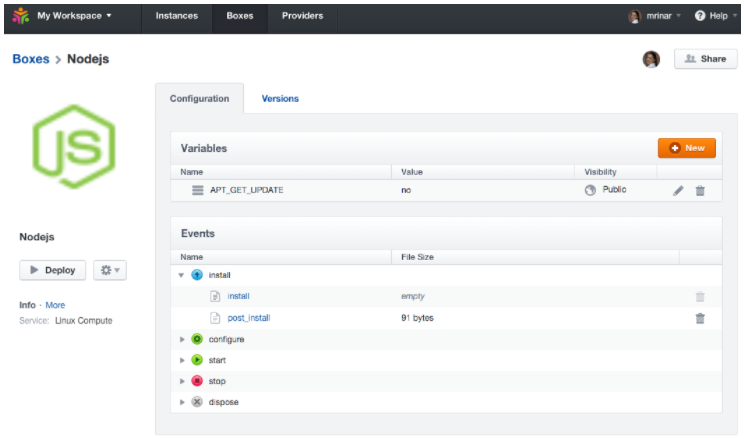 My Workspace Instances Boxes Providers mrinar Help
Boxes > Nodejs Share
Configuration Versions
JS
Variables New
Name Value Visibility
APT_GET_UPDATE no Public
Nodejs
Deploy
Info · More
Service: Linux Compute
Events
Name File Size
install
install empty
post_install 91 bytes
configure
start
stop
dispose